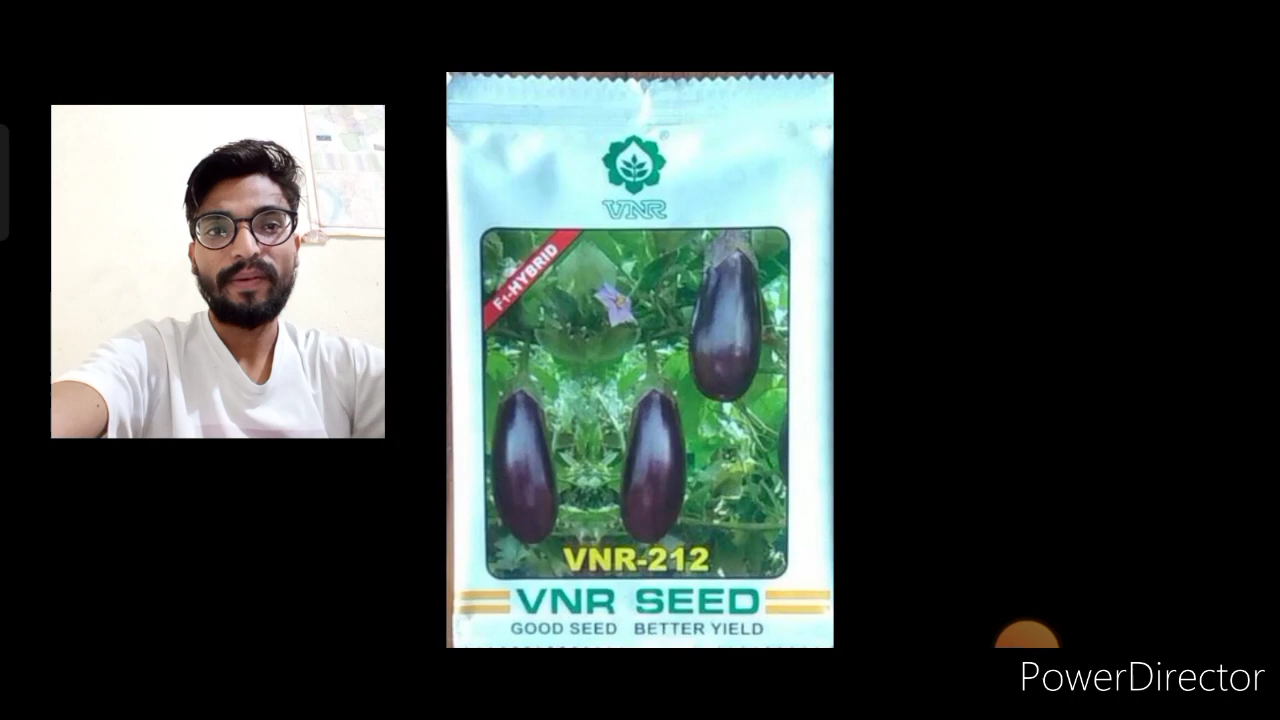 ®
VNR
F1-HYBRID
VNR-212
VNR SEED
GOOD SEED BETTER YIELD
PowerDirector